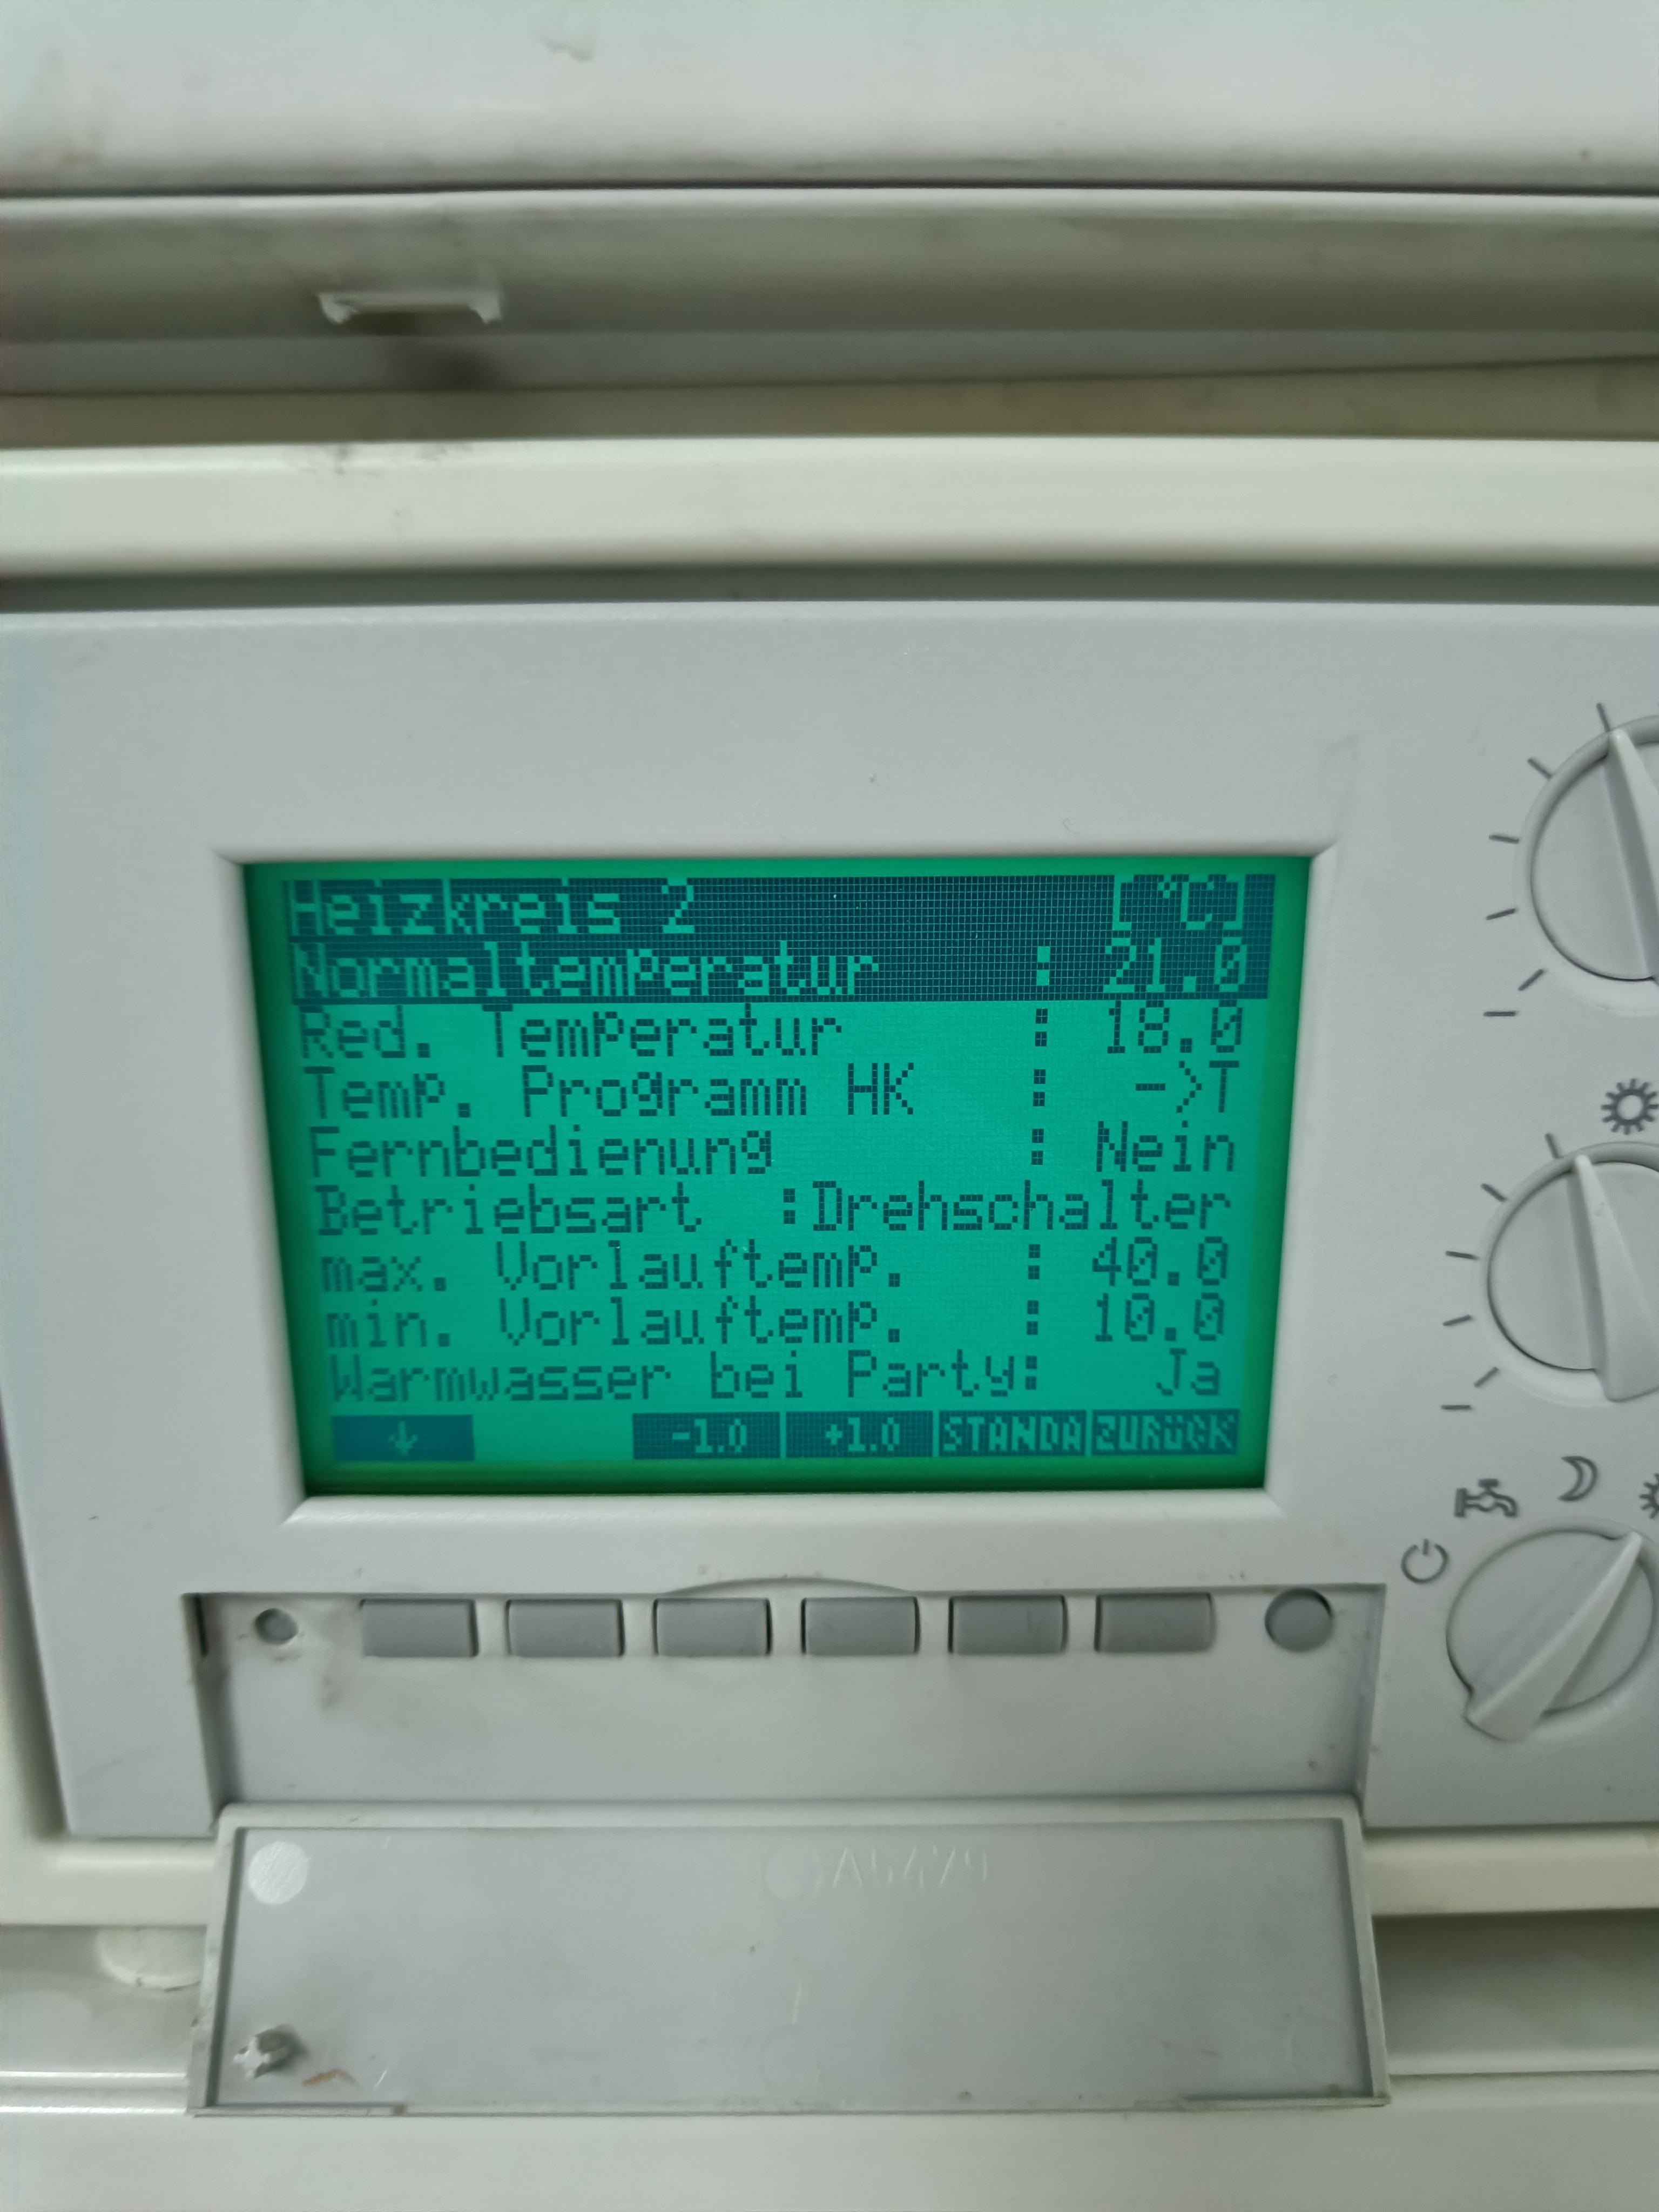 Heizkreis 2 [°C]
Normaltemperatur : 21.0
Red. Temperatur : 18.0
Temp. Programm HK : ->T
Fernbedienung : Nein
Betriebsart :Drehschalter
max. Vorlauftemp. : 40.0
min. Vorlauftemp. : 10.0
Warmwasser bei Party: Ja
↓ -1.0 +1.0 STANDA ZURÜCK
A5479